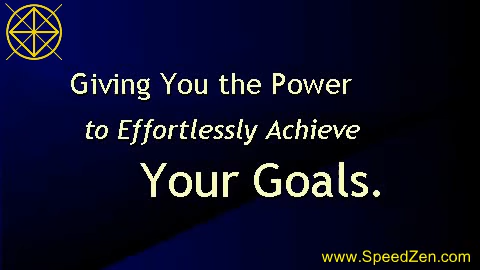 Giving You the Power
to Effortlessly Achieve
Your Goals.
www.SpeedZen.com